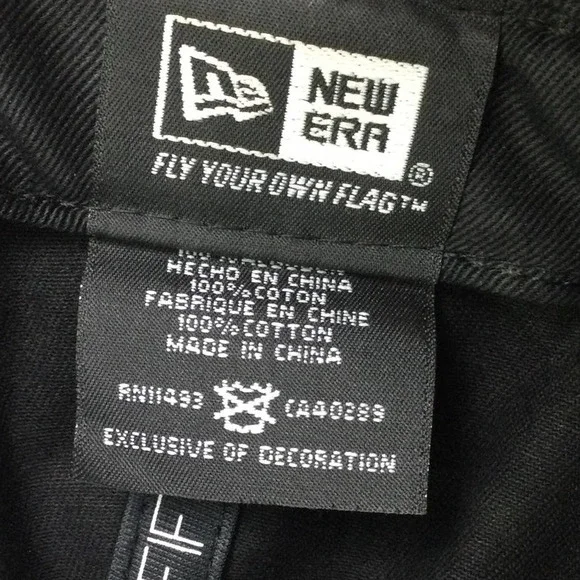 NEW
ERA
®
FLY YOUR OWN FLAG™
HECHO EN CHINA
100% COTON
FABRIQUE EN CHINE
100% COTTON
MADE IN CHINA
RN11493 CA40289
EXCLUSIVE OF DECORATION